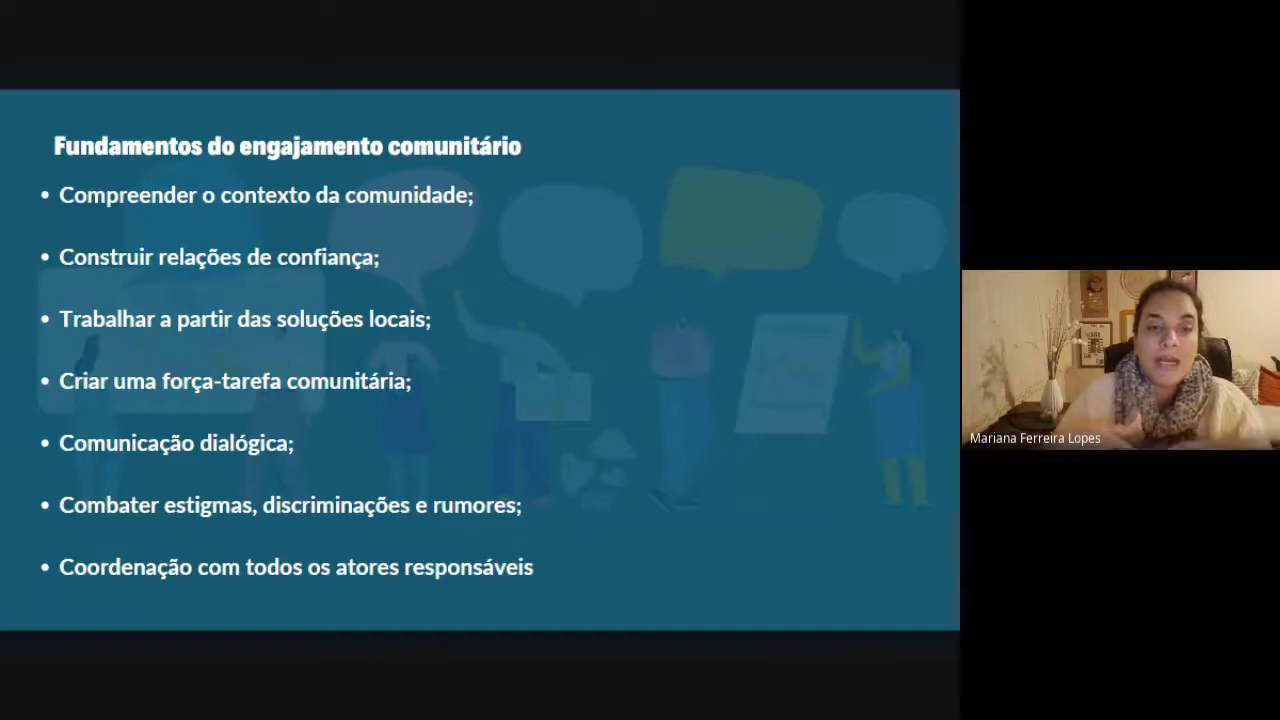 Fundamentos do engajamento comunitário
• Compreender o contexto da comunidade;
• Construir relações de confiança;
• Trabalhar a partir das soluções locais;
• Criar uma força-tarefa comunitária;
• Comunicação dialógica;
• Combater estigmas, discriminações e rumores;
• Coordenação com todos os atores responsáveis
Mariana Ferreira Lopes